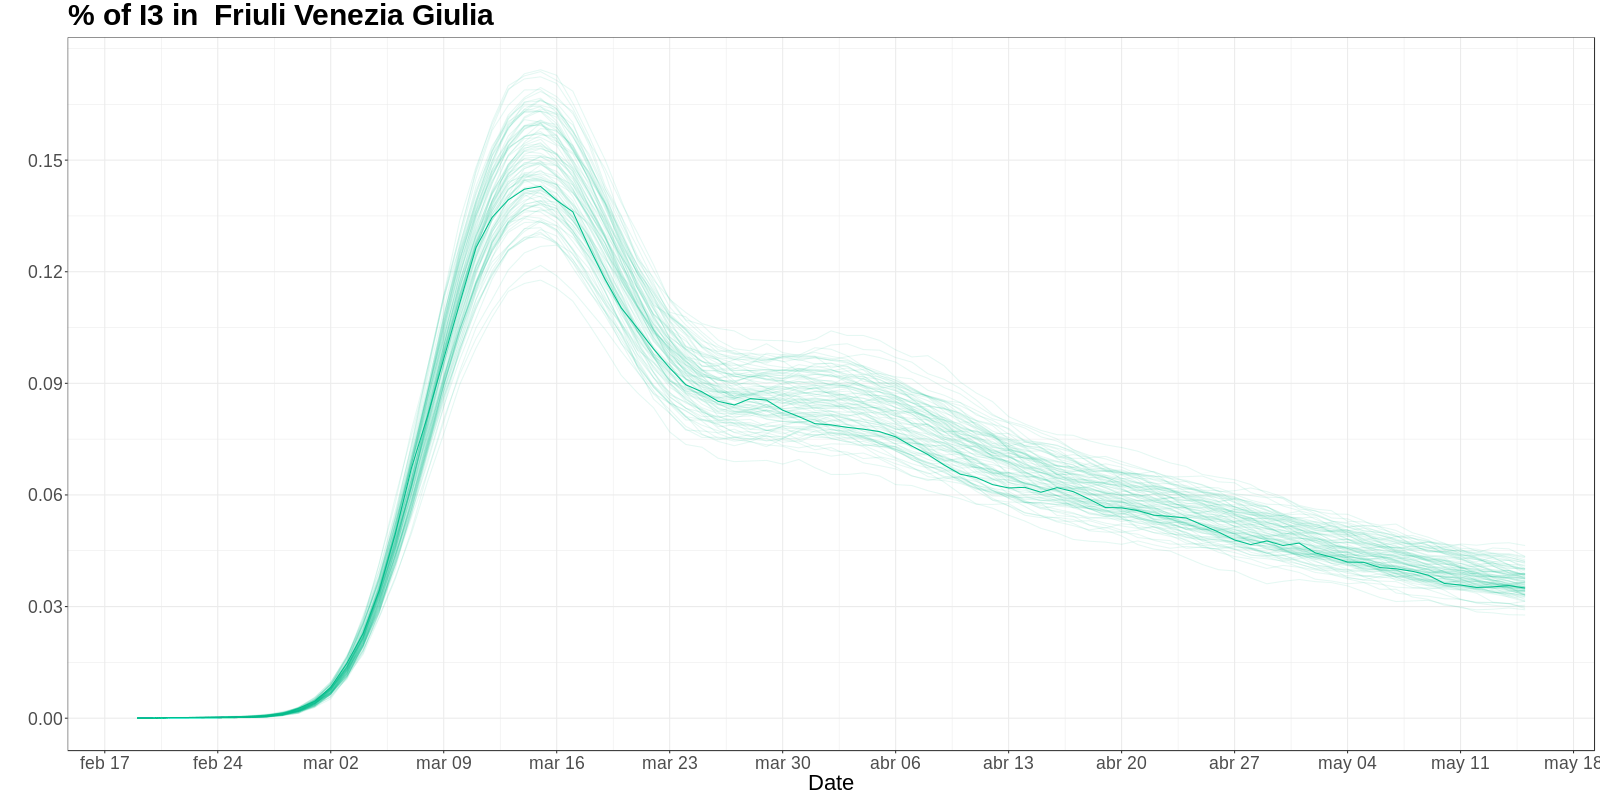 % of I3 in  Friuli Venezia Giulia
0.15
0.12
0.09
0.06
0.03
0.00
feb 17 feb 24 mar 02 mar 09 mar 16 mar 23 mar 30 abr 06 abr 13 abr 20 abr 27 may 04 may 11 may 18
Date